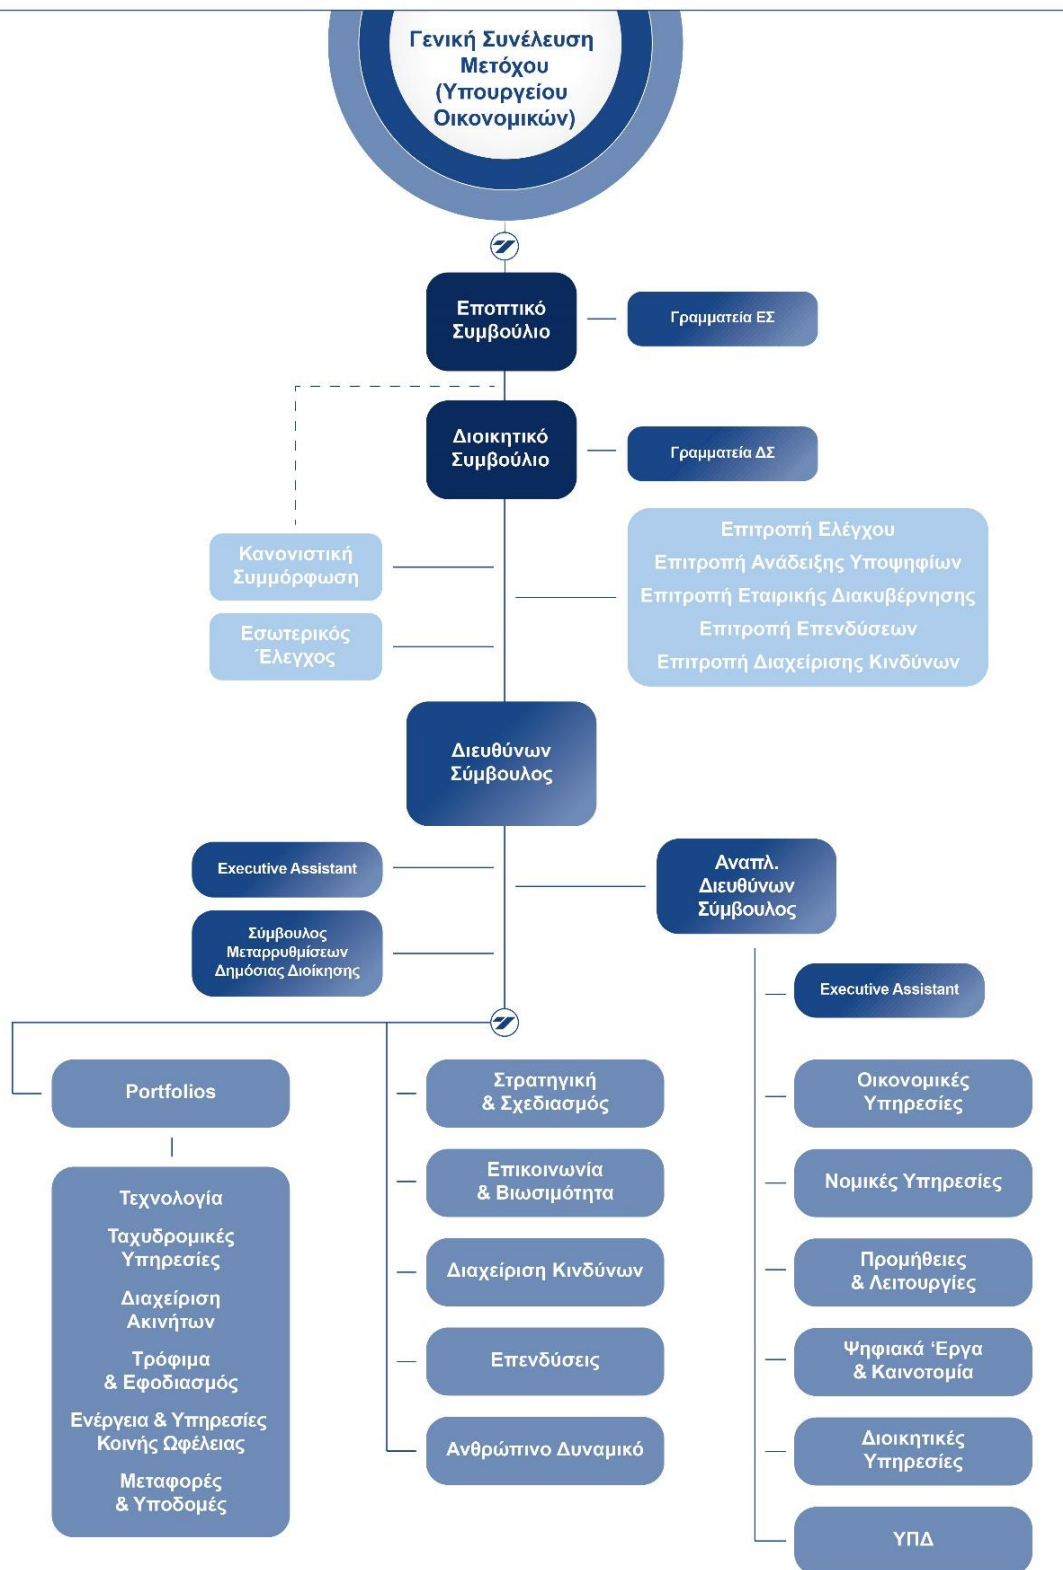 Γενική Συνέλευση
Μετόχου
(Υπουργείου
Οικονομικών)
Εποπτικό
Συμβούλιο
Γραμματεία ΕΣ
Διοικητικό
Συμβούλιο
Γραμματεία ΔΣ
Κανονιστική
Συμμόρφωση
Εσωτερικός
Έλεγχος
Επιτροπή Ελέγχου
Επιτροπή Ανάδειξης Υποψηφίων
Επιτροπή Εταιρικής Διακυβέρνησης
Επιτροπή Επενδύσεων
Επιτροπή Διαχείρισης Κινδύνων
Διευθύνων
Σύμβουλος
Executive Assistant
Σύμβουλος
Μεταρρυθμίσεων
Δημόσιας Διοίκησης
Αναπλ.
Διευθύνων
Σύμβουλος
Executive Assistant
Portfolios
Τεχνολογία
Ταχυδρομικές
Υπηρεσίες
Διαχείριση
Ακινήτων
Τρόφιμα
& Εφοδιασμός
Ενέργεια & Υπηρεσίες
Κοινής Ωφέλειας
Μεταφορές
& Υποδομές
Στρατηγική
& Σχεδιασμός
Επικοινωνία
& Βιωσιμότητα
Διαχείριση Κινδύνων
Επενδύσεις
Ανθρώπινο Δυναμικό
Οικονομικές
Υπηρεσίες
Νομικές Υπηρεσίες
Προμήθειες
& Λειτουργίες
Ψηφιακά ‘Εργα
& Καινοτομία
Διοικητικές
Υπηρεσίες
ΥΠΔ